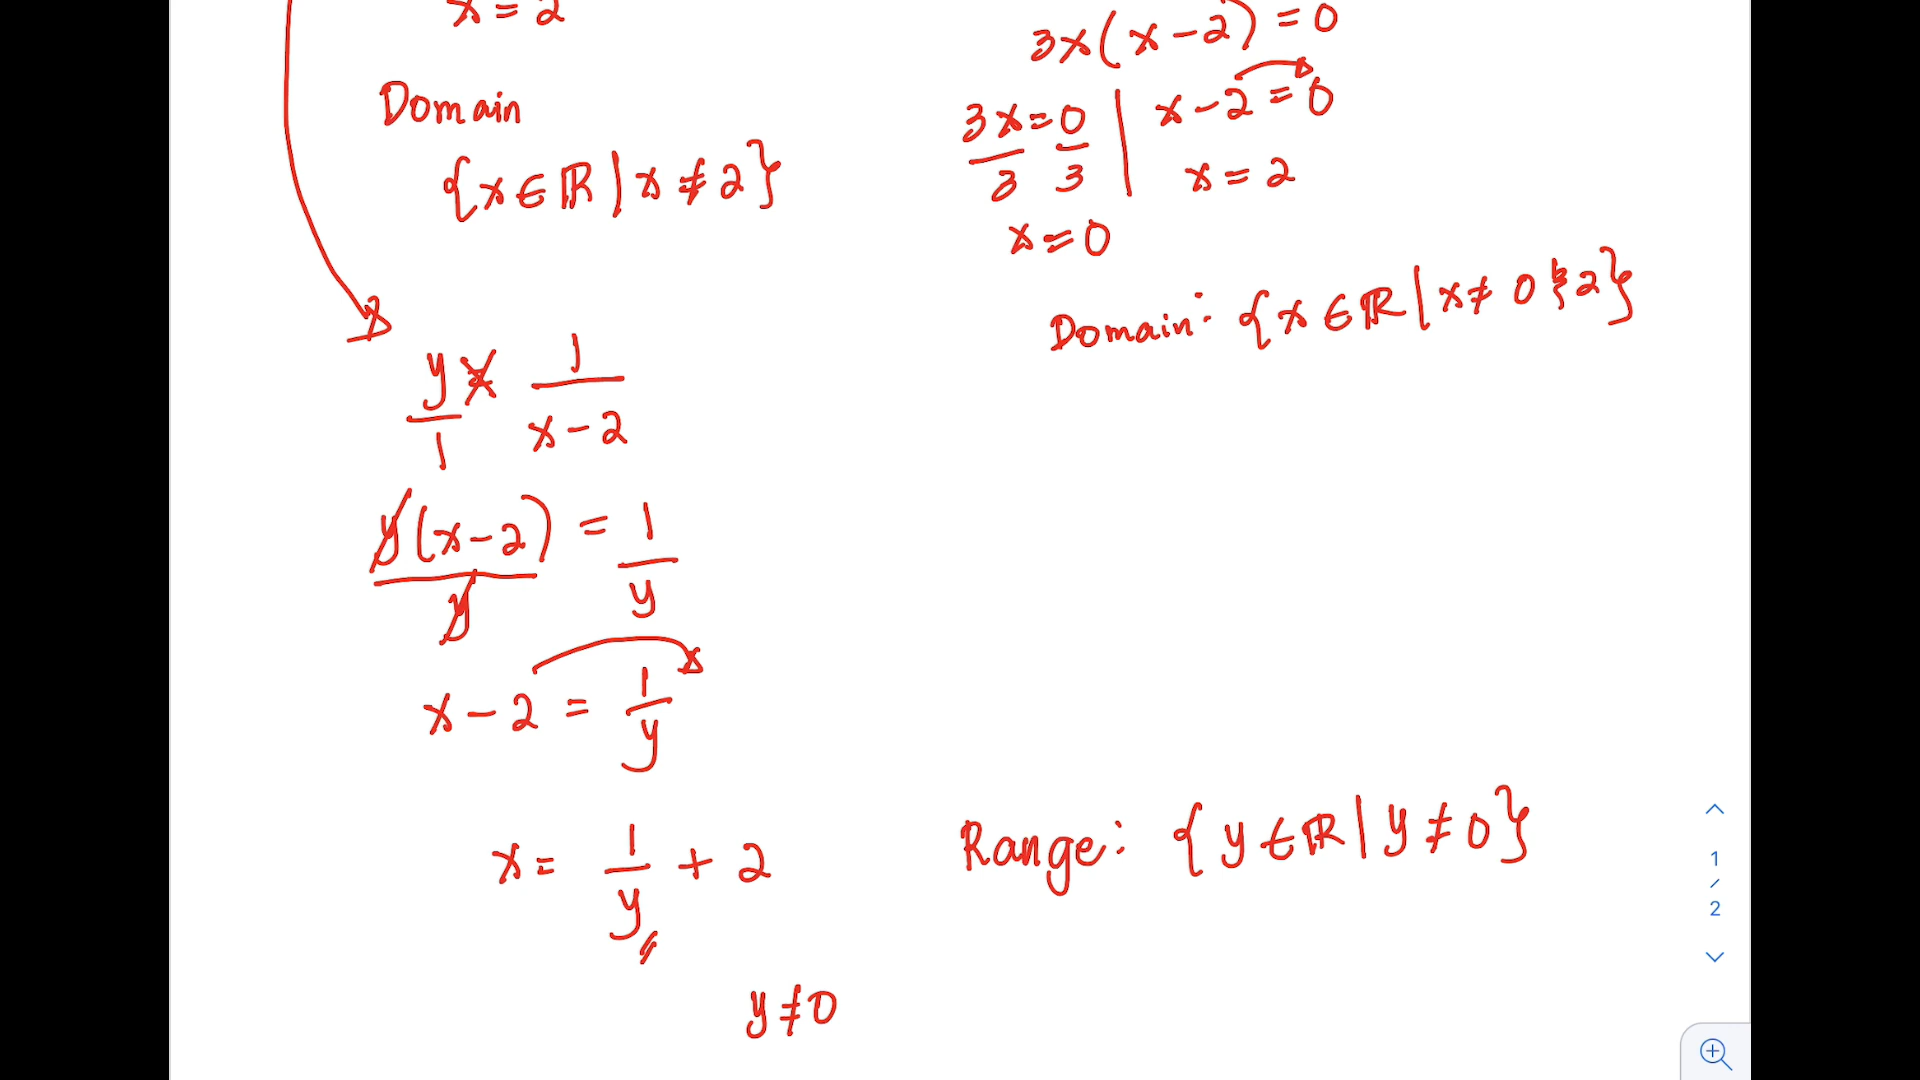 x = 2
Domain
{x ∈ ℝ | x ≠ 2}
y/1 = 1/(x-2)
y(x-2)/y = 1/y
x - 2 = 1/y
x = 1/y + 2
y ≠ 0
3x(x-2) = 0
3x/3 = 0/3 | x - 2 = 0
x = 0
x = 2
Domain: {x ∈ ℝ | x ≠ 0 & 2}
Range: {y ∈ ℝ | y ≠ 0}
1
/
2